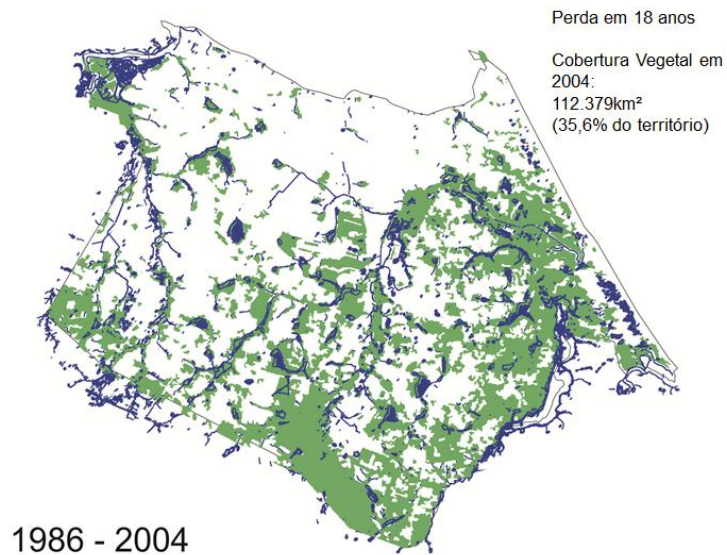 Perda em 18 anos
Cobertura Vegetal em
2004:
112.379km²
(35,6% do território)
1986 - 2004